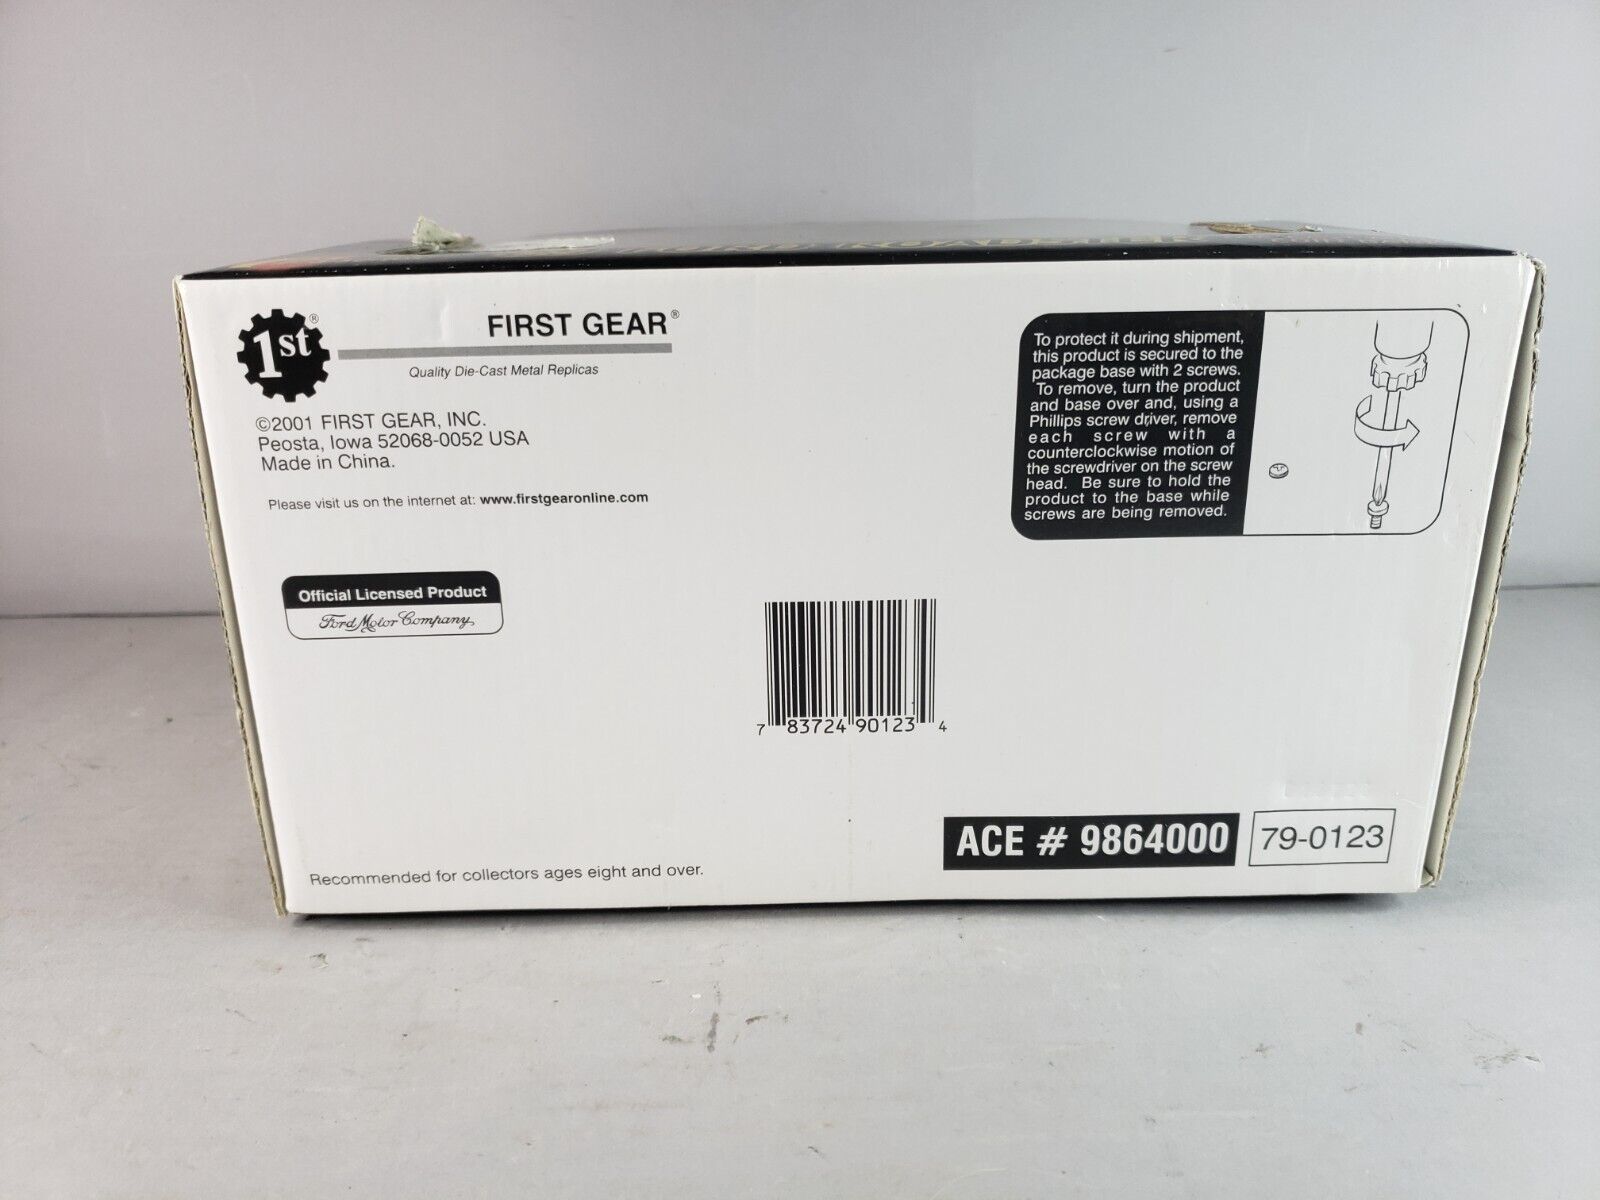 1st®
FIRST GEAR®
Quality Die-Cast Metal Replicas
©2001 FIRST GEAR, INC.
Peosta, Iowa 52068-0052 USA
Made in China.
Please visit us on the internet at: www.firstgearonline.com
Official Licensed Product
Ford Motor Company
To protect it during shipment,
this product is secured to the
package base with 2 screws.
To remove, turn the product
and base over and, using a
Phillips screw driver, remove
each screw with a
counterclockwise motion of
the screwdriver on the screw
head. Be sure to hold the
product to the base while
screws are being removed.
7 83724 90123 4
ACE # 9864000
79-0123
Recommended for collectors ages eight and over.